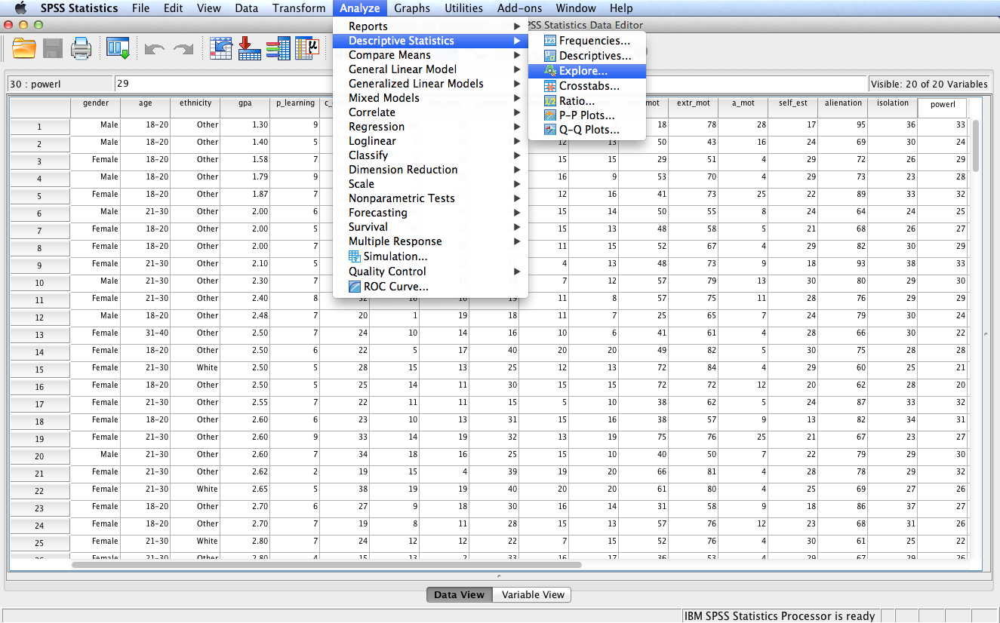 SPSS Statistics File Edit View Data Transform Analyze Graphs Utilities Add-ons Window Help
SPSS Statistics Data Editor
Reports
Descriptive Statistics
Compare Means
General Linear Model
Generalized Linear Models
Mixed Models
Correlate
Regression
Loglinear
Classify
Dimension Reduction
Scale
Nonparametric Tests
Forecasting
Survival
Multiple Response
Simulation...
Quality Control
ROC Curve...
Frequencies...
Descriptives...
Explore...
Crosstabs...
Ratio...
P-P Plots...
Q-Q Plots...
30 : powerl 29 Visible: 20 of 20 Variables
gender age ethnicity gpa p_learning mot extr_mot a_mot self_est alienation isolation powerl
1 Male 18-20 Other 1.30 9 18 78 28 17 95 36 33
2 Male 18-20 Other 1.40 5 12 13 50 43 16 24 69 30 24
3 Female 18-20 Other 1.58 7 15 15 29 51 4 29 72 26 29
4 Male 18-20 Other 1.79 9 16 9 53 70 4 29 73 23 28
5 Female 18-20 Other 1.87 7 12 16 41 73 25 22 89 33 32
6 Male 21-30 Other 2.00 6 15 14 50 55 8 24 64 24 25
7 Female 18-20 Other 2.00 5 15 13 48 58 5 21 68 26 27
8 Female 18-20 Other 2.00 7 11 15 52 67 4 29 82 30 29
9 Female 21-30 Other 2.10 5 4 13 48 73 9 18 93 38 33
10 Male 21-30 Other 2.30 7 7 12 57 79 13 30 80 29 30
11 Female 21-30 Other 2.40 8 32 10 10 19 11 8 57 75 11 28 76 29 29
12 Male 18-20 Other 2.48 7 20 1 19 18 11 7 25 65 7 24 79 30 24
13 Female 31-40 Other 2.50 7 24 10 14 16 10 6 41 61 4 28 66 30 22
14 Female 18-20 Other 2.50 6 22 5 17 40 20 20 49 82 5 30 75 28 28
15 Female 21-30 White 2.50 5 28 15 13 25 12 13 72 84 4 29 60 25 21
16 Female 18-20 Other 2.50 5 25 14 11 30 15 15 72 72 12 20 62 28 20
17 Female 21-30 Other 2.55 7 22 11 11 15 5 10 38 62 5 24 87 33 32
18 Female 18-20 Other 2.60 6 23 10 13 31 15 16 38 57 9 13 82 34 31
19 Female 21-30 Other 2.60 9 33 14 19 32 13 19 75 76 25 21 67 23 27
20 Male 21-30 Other 2.60 7 34 18 16 25 15 10 40 50 7 22 79 29 30
21 Female 21-30 Other 2.62 2 19 15 4 39 19 20 66 81 4 28 78 29 32
22 Female 21-30 White 2.65 5 38 19 19 40 20 20 61 80 4 25 69 27 26
23 Female 18-20 Other 2.70 6 27 9 18 30 16 14 31 58 9 18 86 37 27
24 Female 18-20 Other 2.70 7 19 8 11 28 15 13 57 76 12 23 68 31 26
25 Female 21-30 White 2.80 7 24 12 12 22 7 15 52 76 4 30 61 25 22
26 Female 21-30 Other 2.80 4 15 13 2 33 16 17 36 53 4 29 67 29 26
Data View Variable View
IBM SPSS Statistics Processor is ready